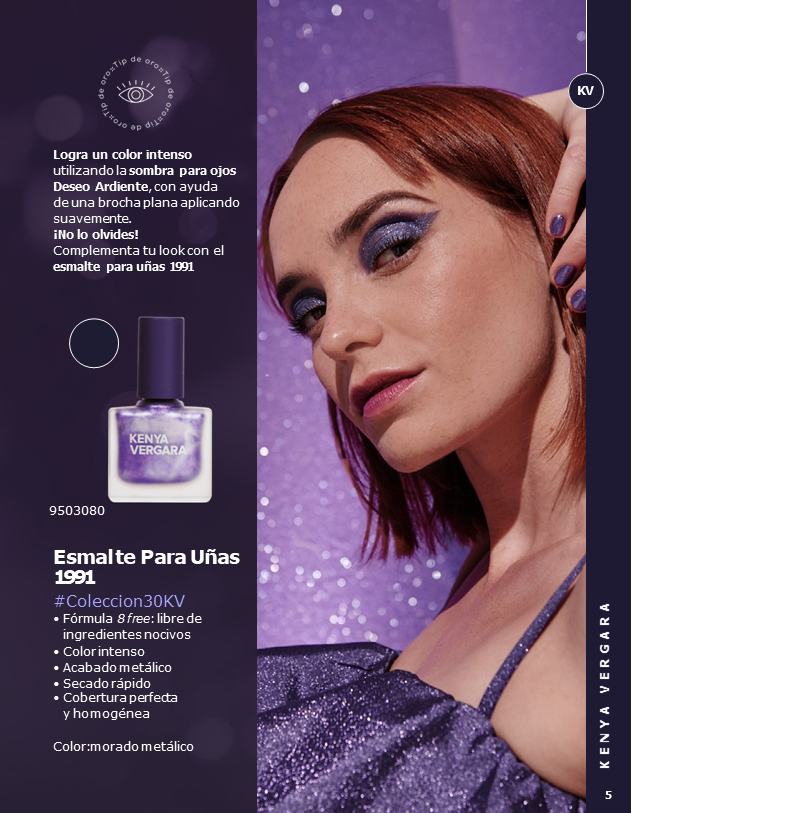 Tip de oro::Tip de oro::Tip de oro::Tip de oro::
Logra un color intenso
utilizando la sombra para ojos
Deseo Ardiente, con ayuda
de una brocha plana aplicando
suavemente.
¡No lo olvides!
Complementa tu look con el
esmalte para uñas 1991
KENYA
VERGARA
9503080
Esmalte Para Uñas
1991
#Coleccion30KV
• Fórmula 8 free: libre de
ingredientes nocivos
• Color intenso
• Acabado metálico
• Secado rápido
• Cobertura perfecta
y homogénea
Color:morado metálico
KV
KENYA VERGARA
5